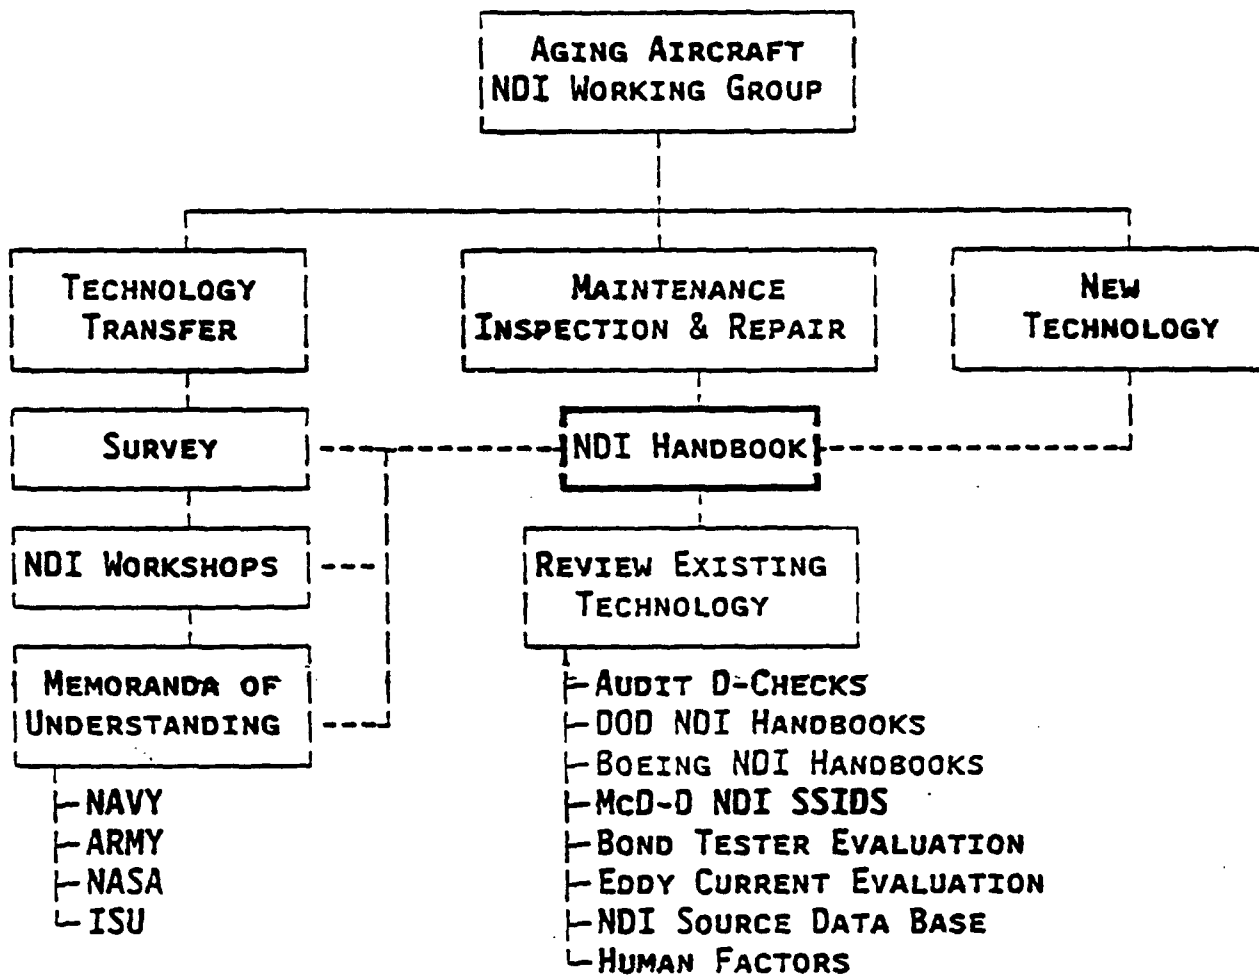 AGING AIRCRAFT
NDI WORKING GROUP
TECHNOLOGY
TRANSFER
MAINTENANCE
INSPECTION & REPAIR
NEW
TECHNOLOGY
SURVEY
NDI HANDBOOK
NDI WORKSHOPS
REVIEW EXISTING
TECHNOLOGY
MEMORANDA OF
UNDERSTANDING
NAVY
ARMY
NASA
ISU
AUDIT D-CHECKS
DOD NDI HANDBOOKS
BOEING NDI HANDBOOKS
McD-D NDI SSIDS
BOND TESTER EVALUATION
EDDY CURRENT EVALUATION
NDI SOURCE DATA BASE
HUMAN FACTORS